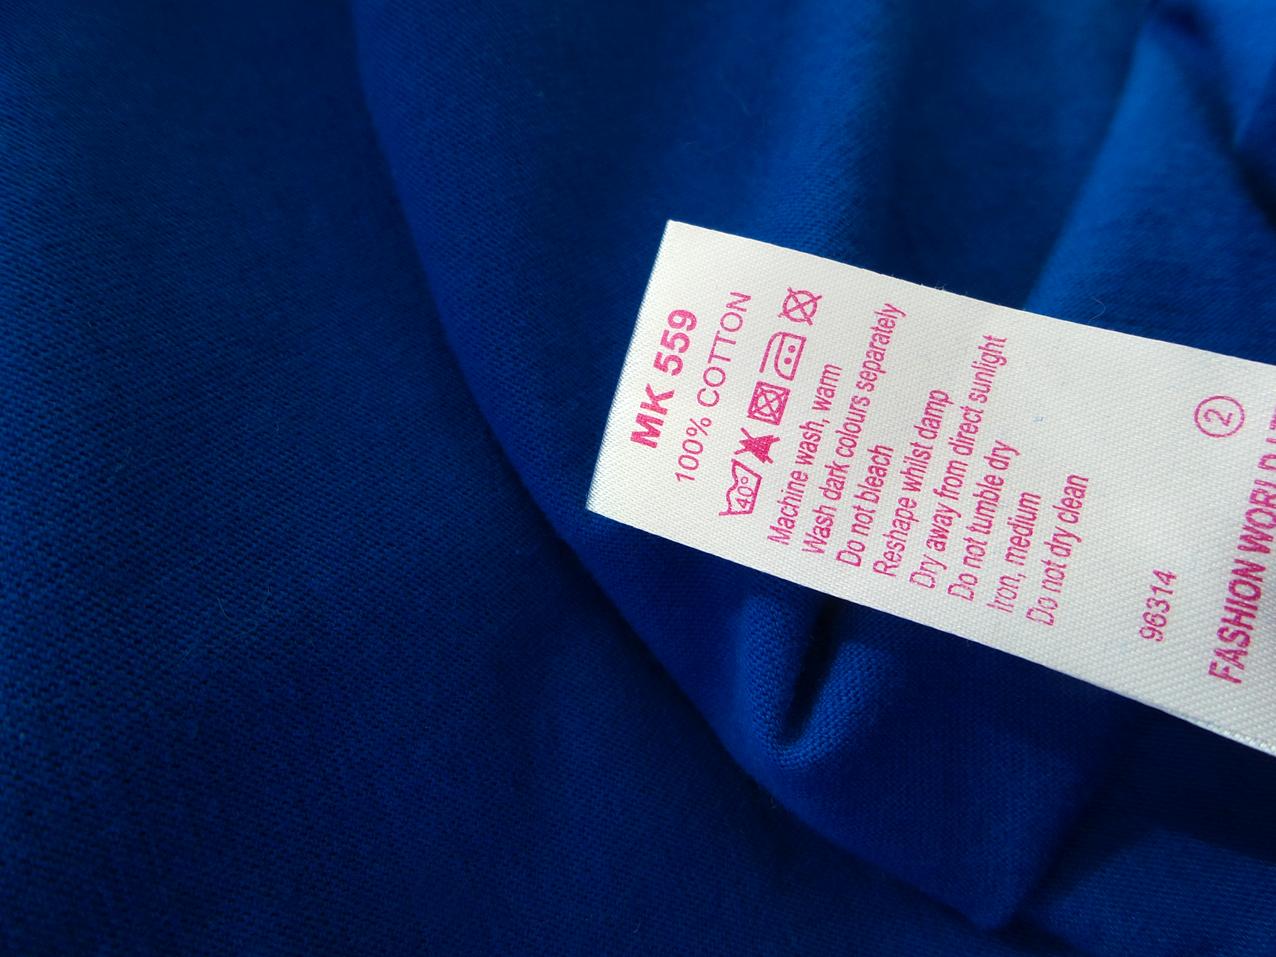 MK 559
100% COTTON
40°
Machine wash, warm
Wash dark colours separately
Do not bleach
Reshape whilst damp
Dry away from direct sunlight
Do not tumble dry
Iron, medium
Do not dry clean
96314
2
FASHION WORLD